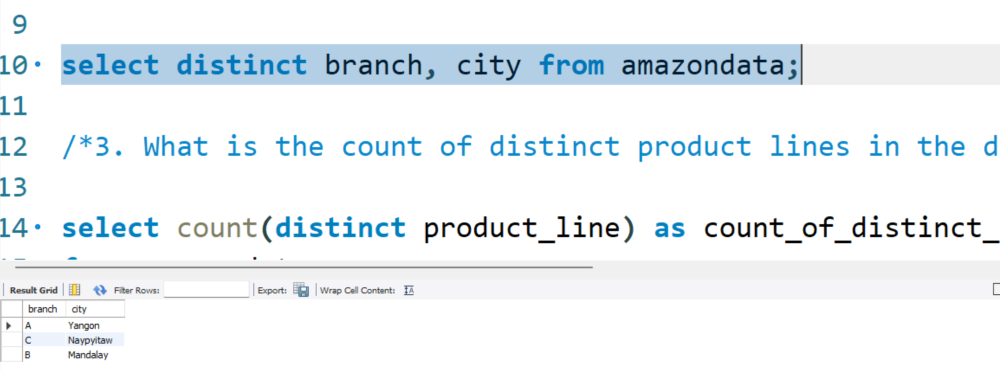 9
10 select distinct branch, city from amazondata;
11
12 /*3. What is the count of distinct product lines in the d
13
14 select count(distinct product_line) as count_of_distinct_
Result Grid Filter Rows: Export: Wrap Cell Content:
branch city
A Yangon
C Naypyitaw
B Mandalay